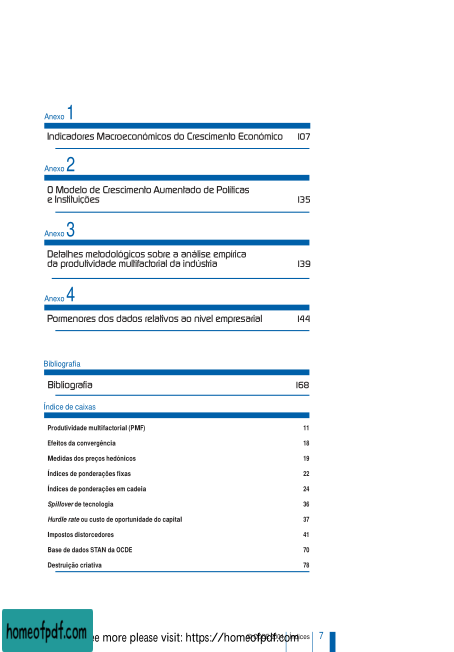 Anexo 1
Indicadores Macroeconómicos do Crescimento Económico 107
Anexo 2
O Modelo de Crescimento Aumentado de Políticas
e Instituições 135
Anexo 3
Detalhes metodológicos sobre a análise empírica
da produtividade multifactorial da indústria 139
Anexo 4
Pormenores dos dados relativos ao nível empresarial 144
Bibliografia
Bibliografia 168
Índice de caixas
Produtividade multifactorial (PMF) 11
Efeitos da convergência 18
Medidas dos preços hedónicos 19
Índices de ponderações fixas 22
Índices de ponderações em cadeia 24
Spillover de tecnologia 36
Hurdle rate ou custo de oportunidade do capital 37
Impostos distorcedores 41
Base de dados STAN da OCDE 70
Destruição criativa 78
homeofpdf.com
more please visit: https://homeofpdf.com
7